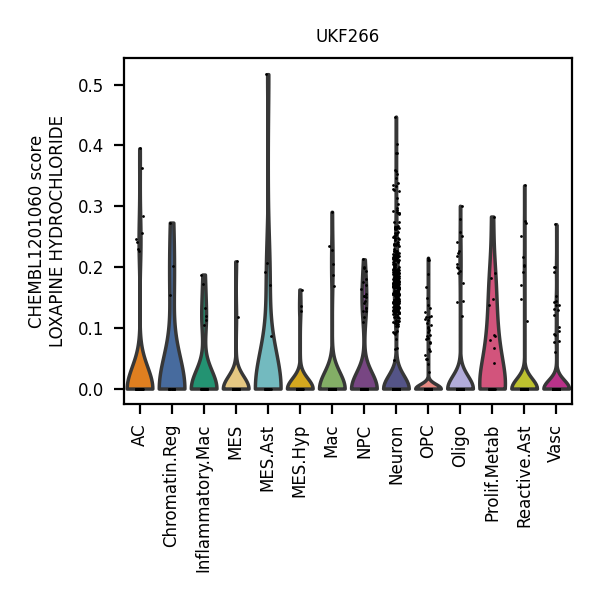 UKF266
CHEMBL1201060 score
LOXAPINE HYDROCHLORIDE
0.5
0.4
0.3
0.2
0.1
0.0
AC
Chromatin.Reg
Inflammatory.Mac
MES
MES.Ast
MES.Hyp
Mac
NPC
Neuron
OPC
Oligo
Prolif.Metab
Reactive.Ast
Vasc